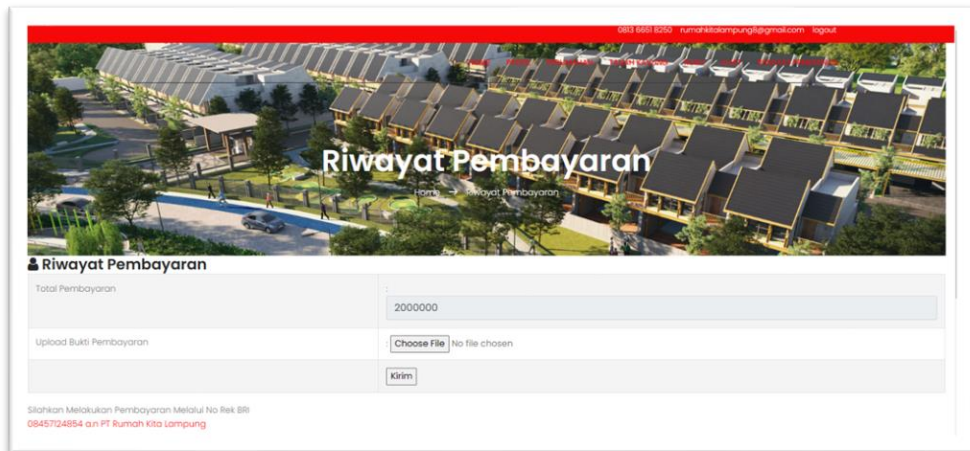 0813 6651 8250 rumahkitalampung8@gmail.com logout
Riwayat Pembayaran
Home → Riwayat Pembayaran
Riwayat Pembayaran
Total Pembayaran
:
2000000
Upload Bukti Pembayaran
: Choose File No file chosen
Kirim
Silahkan Melakukan Pembayaran Melalui No Rek BRI
08457124854 a.n PT Rumah Kita Lampung